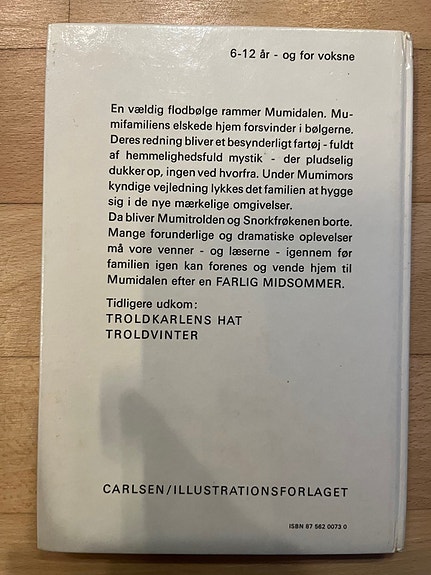 6-12 år - og for voksne
En vældig flodbølge rammer Mumidalen. Mu-
mifamiliens elskede hjem forsvinder i bølgerne.
Deres redning bliver et besynderligt fartøj - fuldt
af hemmelighedsfuld mystik - der pludselig
dukker op, ingen ved hvorfra. Under Mumimors
kyndige vejledning lykkes det familien at hygge
sig i de nye mærkelige omgivelser.
Da bliver Mumitrolden og Snorkfrøkenen borte.
Mange forunderlige og dramatiske oplevelser
må vore venner - og læserne - igennem før
familien igen kan forenes og vende hjem til
Mumidalen efter en FARLIG MIDSOMMER.
Tidligere udkom:
TROLDKARLENS HAT
TROLDVINTER
CARLSEN/ILLUSTRATIONSFORLAGET
ISBN 87 562 0073 0